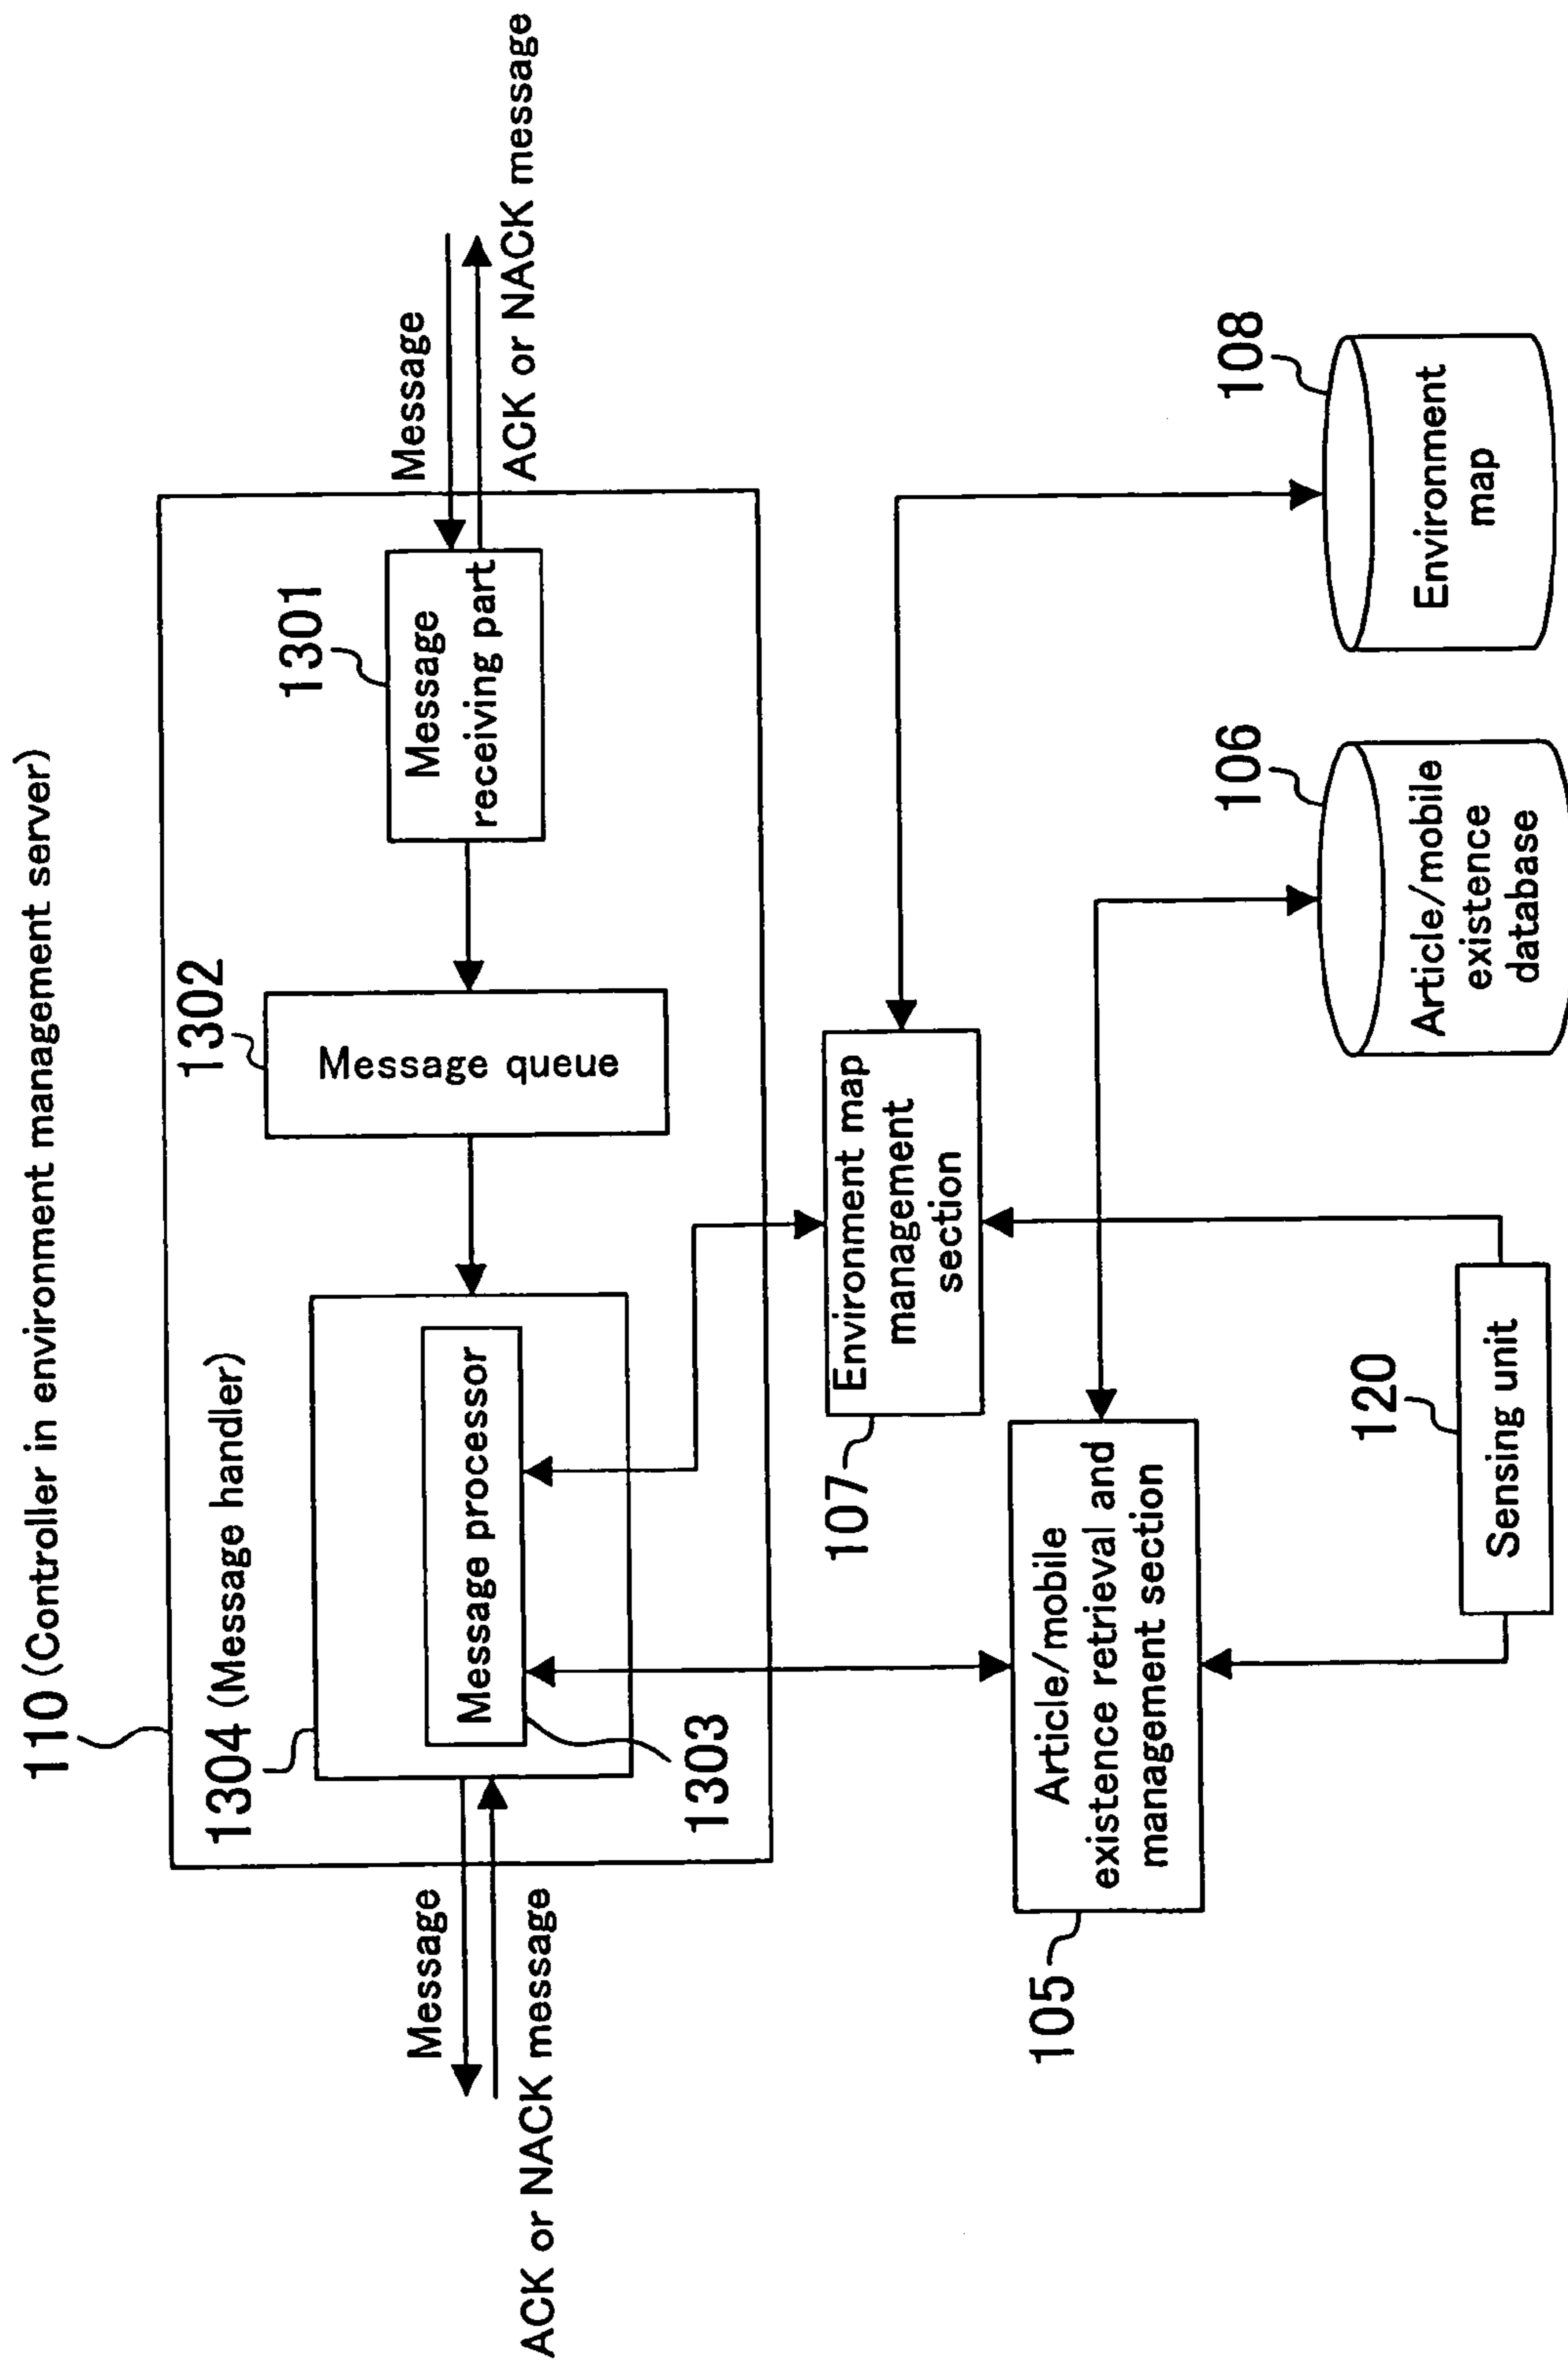 110 (Controller in environment management server)
1304 (Message handler)
1302
1301
Message
ACK or NACK message
Message processor
1303
Message queue
Message
receiving part
Message
ACK or NACK message
107
Environment map
management
section
105
Article/mobile
existence retrieval and
management section
106
Article/mobile
existence
database
108
Environment
map
120
Sensing unit